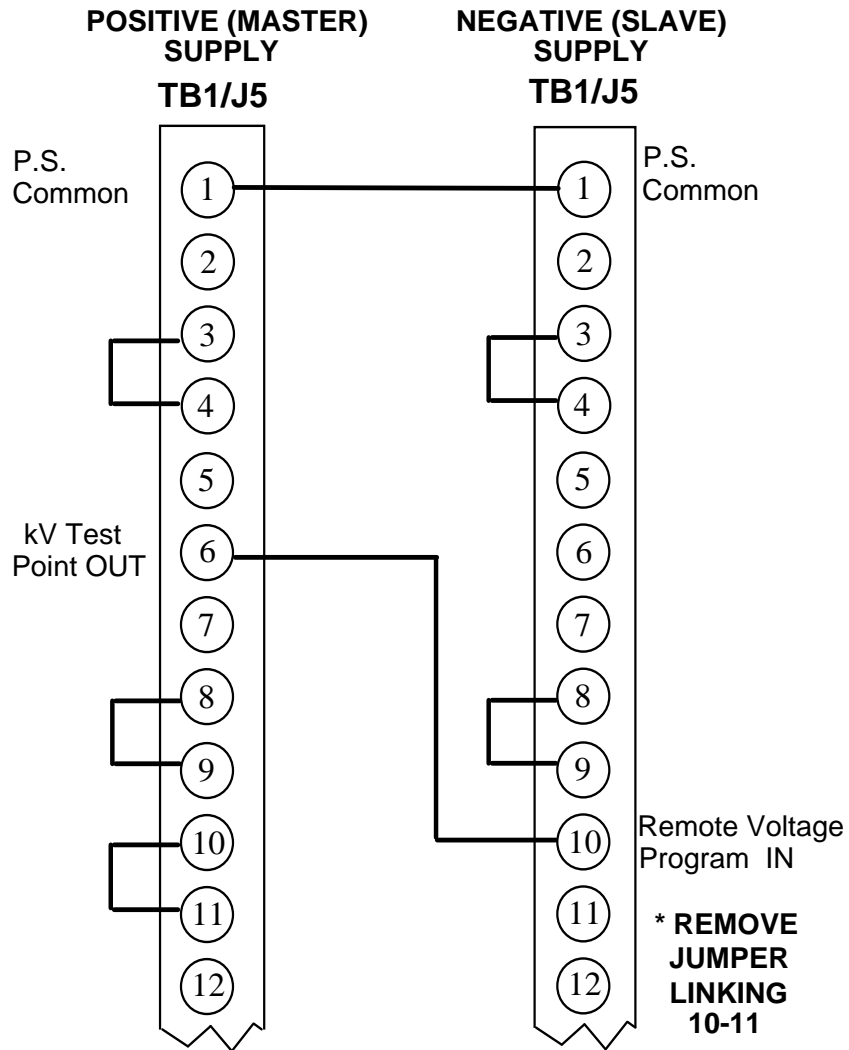 POSITIVE (MASTER)
SUPPLY
TB1/J5
NEGATIVE (SLAVE)
SUPPLY
TB1/J5
P.S.
Common
1
2
3
4
5
kV Test
Point OUT
6
7
8
9
10
11
12
P.S.
Common
1
2
3
4
5
6
7
8
9
10
Remote Voltage
Program IN
11
12
* REMOVE
JUMPER
LINKING
10-11